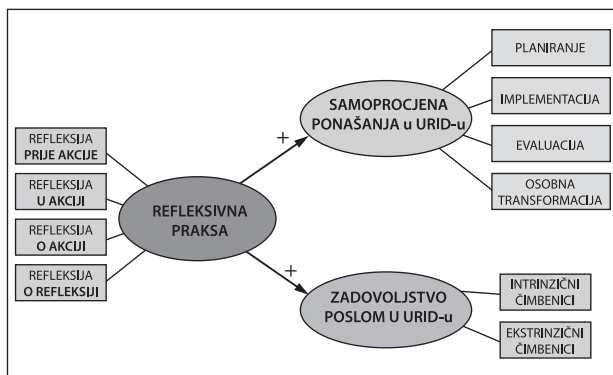 REFLEKSIJA
PRIJE AKCIJE
REFLEKSIJA
U AKCIJI
REFLEKSIJA
O AKCIJI
REFLEKSIJA
O REFLEKSIJI
REFLEKSIVNA
PRAKSA
+
+
SAMOPROCJENA
PONAŠANJA u URID-u
PLANIRANJE
IMPLEMENTACIJA
EVALUACIJA
OSOBNA
TRANSFORMACIJA
ZADOVOLJSTVO
POSLOM U URID-u
INTRINZIČNI
ČIMBENICI
EKSTRINZIČNI
ČIMBENICI